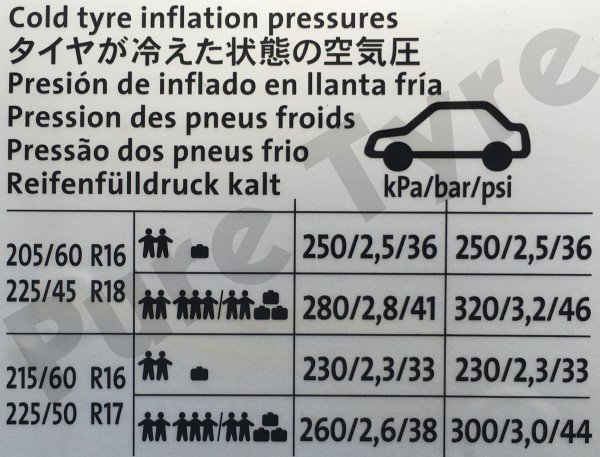 Cold tyre inflation pressures
タイヤが冷えた状態の空気圧
Presión de inflado en llanta fría
Pression des pneus froids
Pressão dos pneus frio
Reifenfülldruck kalt
kPa/bar/psi
205/60 R16
225/45 R18
250/2,5/36 250/2,5/36
/
280/2,8/41 320/3,2/46
215/60 R16
225/50 R17
230/2,3/33 230/2,3/33
/
260/2,6/38 300/3,0/44
Pure Tyre